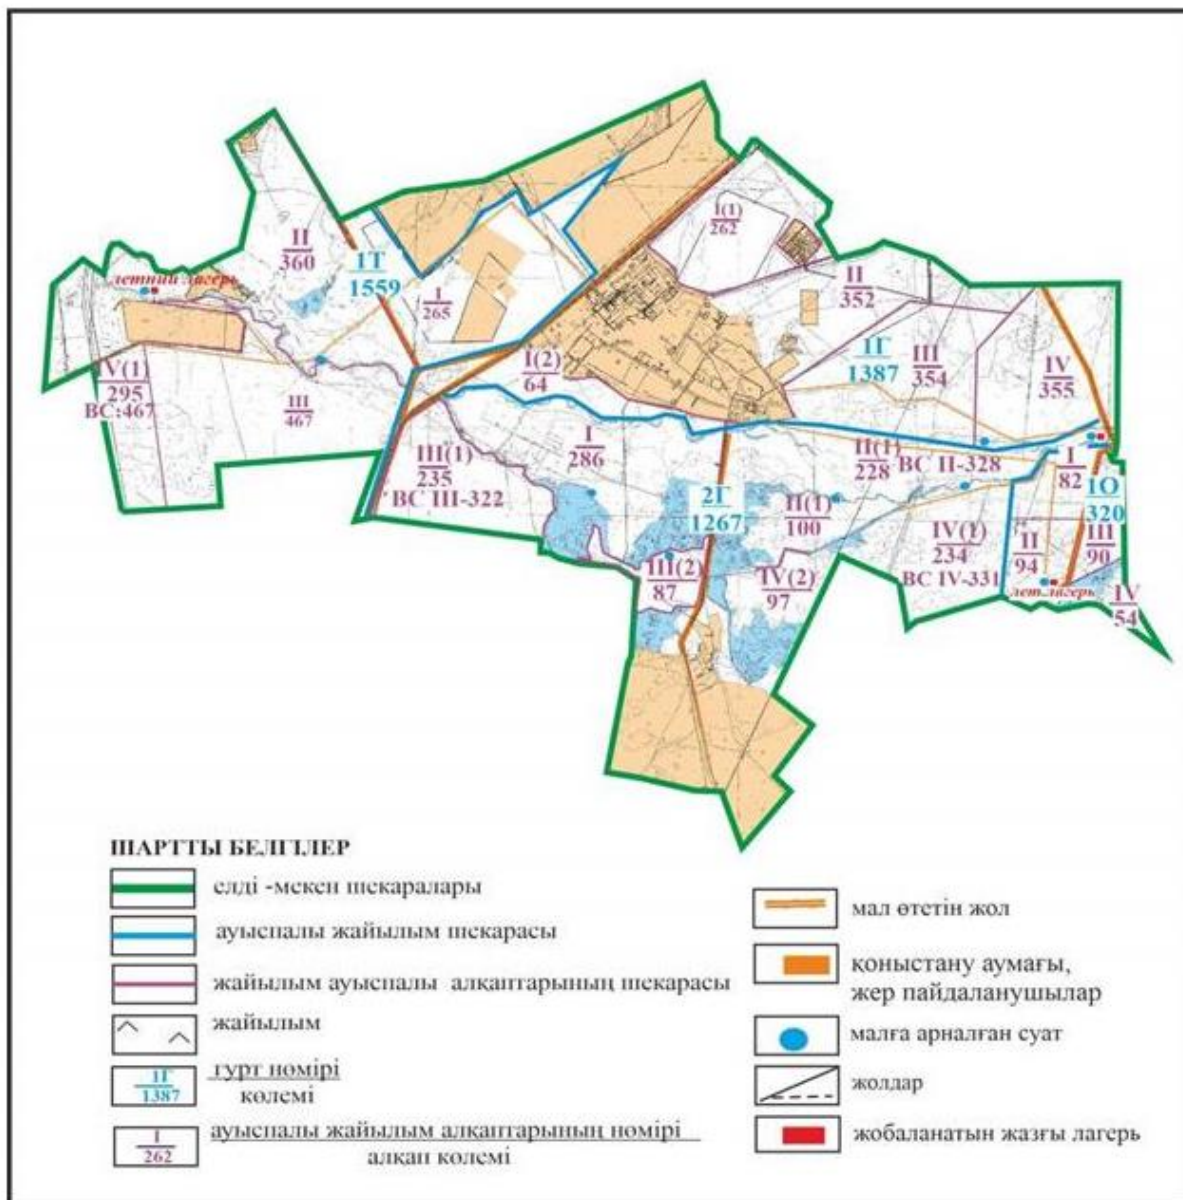 I(1)
262
II
360
1Т
1559
летний лагерь
I
265
II
352
IV(1)
295
ВС:467
III
467
I(2)
64
1Г
1387
III
354
IV
355
III(1)
235
ВС III-322
I
286
II(1)
228
ВС II-328
I
82
2Г
1267
II(1)
100
1О
320
IV(1)
234
ВС IV-331
II
94
III
90
III(2)
87
IV(2)
97
лет.лагерь
IV
54
ШАРТТЫ БЕЛГІЛЕР
елді -мекен шекаралары
ауыспалы жайылым шекарасы
жайылым ауыспалы алқаптарының шекарасы
жайылым
1Г
1387
гурт нөмірі
көлемі
I
262
ауыспалы жайылым алқаптарының нөмірі
алқап көлемі
мал өтетін жол
қоныстану аумағы,
жер пайдаланушылар
малға арналған суат
жолдар
жобаланатын жазғы лагерь